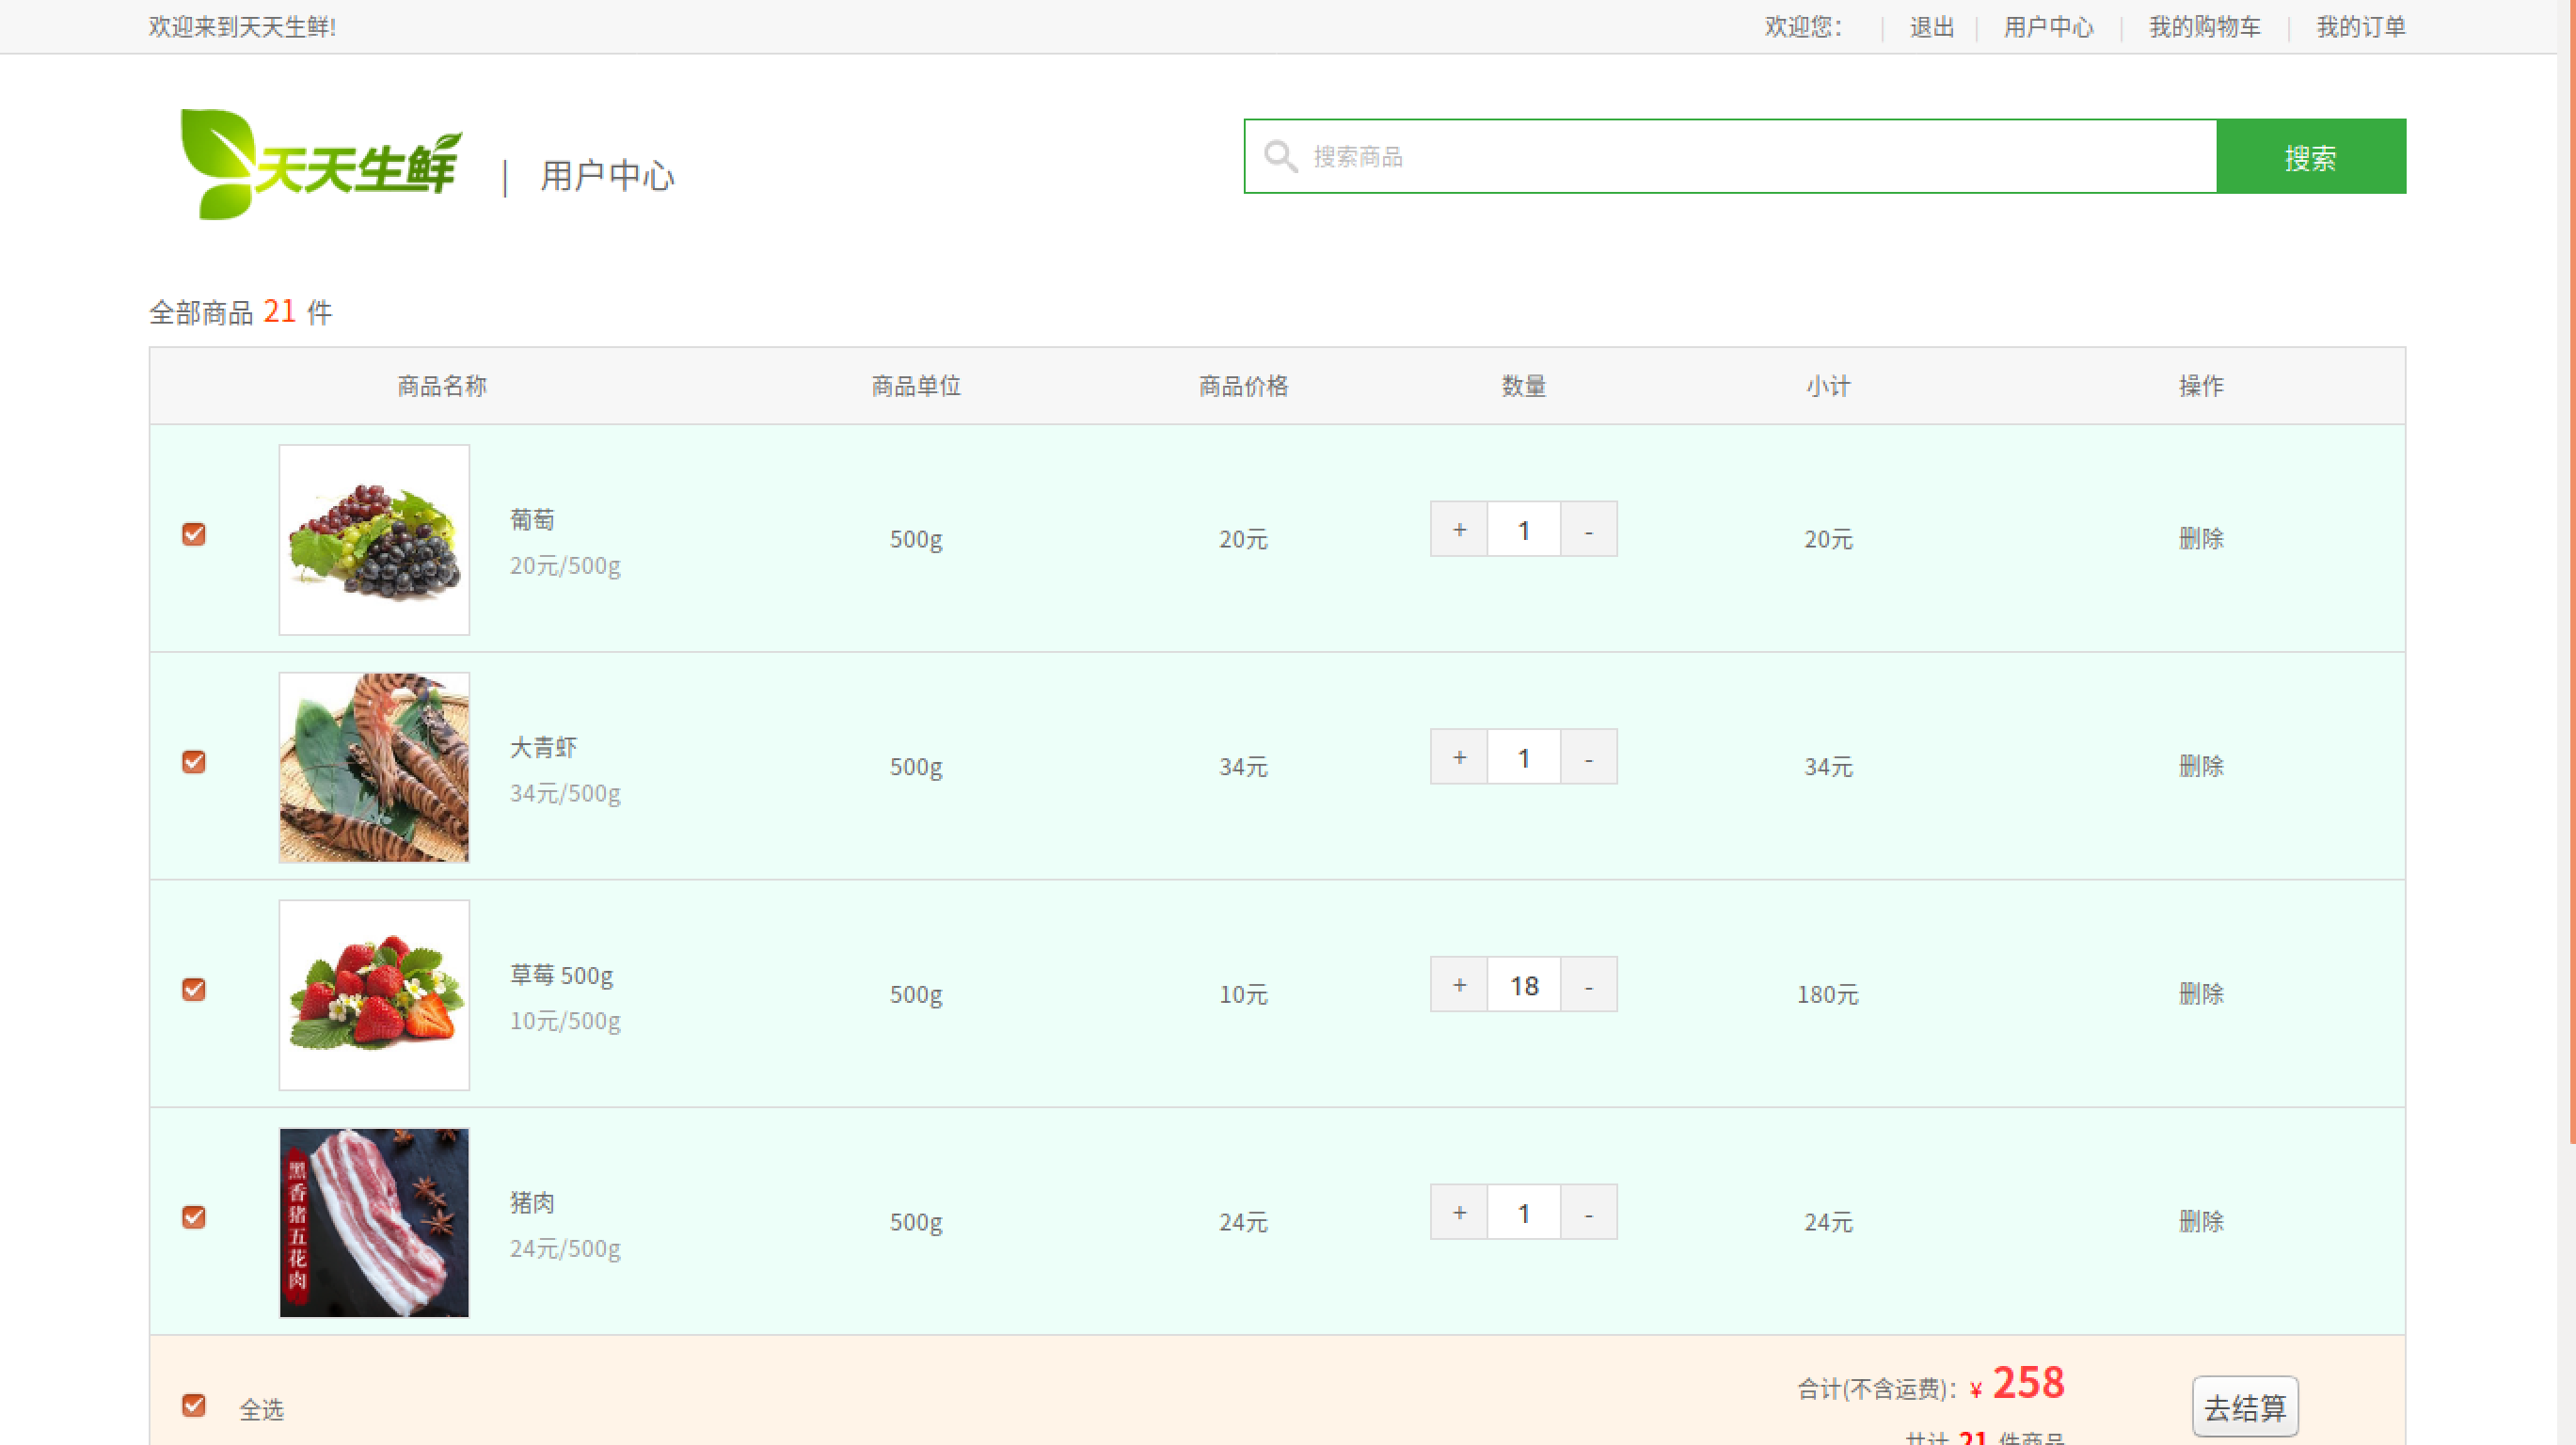 欢迎来到天天生鲜!
欢迎您： | 退出 | 用户中心 | 我的购物车 | 我的订单
天天生鲜 | 用户中心
搜索商品 搜索
全部商品 21 件
商品名称 商品单位 商品价格 数量 小计 操作
葡萄
20元/500g
500g 20元 + 1 - 20元 删除
大青虾
34元/500g
500g 34元 + 1 - 34元 删除
草莓 500g
10元/500g
500g 10元 + 18 - 180元 删除
黑香猪五花肉
猪肉
24元/500g
500g 24元 + 1 - 24元 删除
全选
合计(不含运费)：¥ 258
去结算
共计 21 件商品